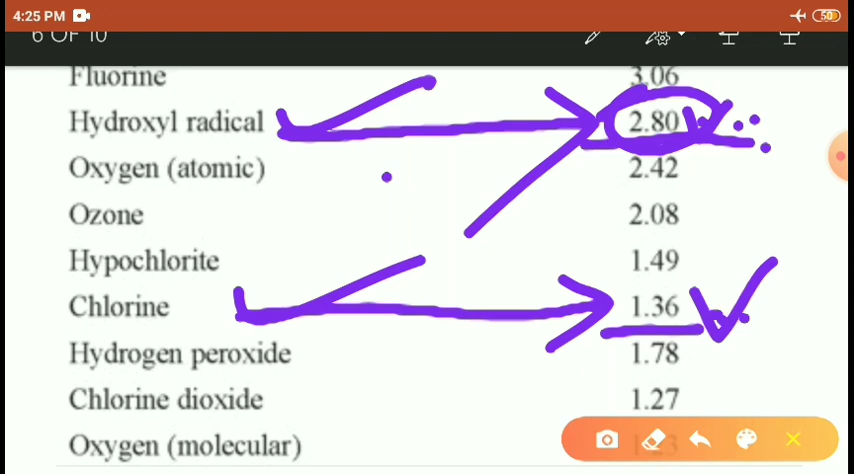 4:25 PM 50
6 OF 10
Fluorine 3.06
Hydroxyl radical 2.80
Oxygen (atomic) 2.42
Ozone 2.08
Hypochlorite 1.49
Chlorine 1.36
Hydrogen peroxide 1.78
Chlorine dioxide 1.27
Oxygen (molecular)